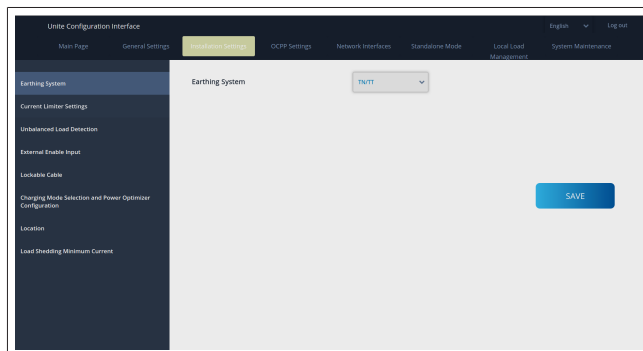 Unite Configuration Interface
English
Log out
Main Page
General Settings
Installation Settings
OCPP Settings
Network Interfaces
Standalone Mode
Local Load
Management
System Maintenance
Earthing System
Current Limiter Settings
Unbalanced Load Detection
External Enable Input
Lockable Cable
Charging Mode Selection and Power Optimizer
Configuration
Location
Load Shedding Minimum Current
Earthing System
TN/TT
SAVE